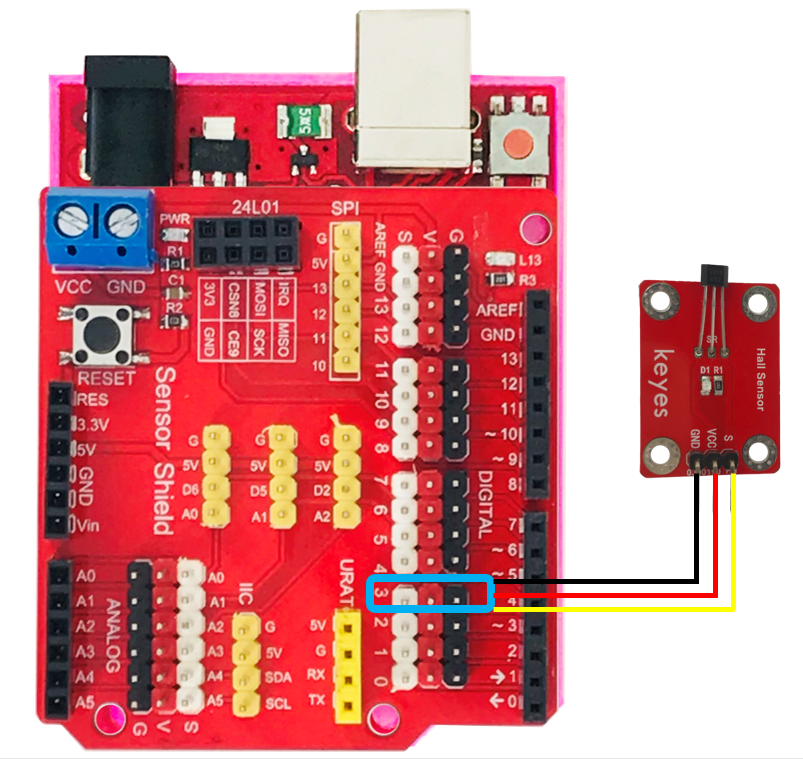 5W5
24L01
SPI
PWR
R1
C1
R2
VCC GND
RESET
3V3 CSN8 MOSI IRQ
GND CE9 SCK MISO
G
5V
13
12
11
10
AREF GND 13 12
S V G
11
10
9
8
7
6
5
4
3
2
1
0
DIGITAL
L13
R3
AREF
GND
13
12
11
~ 10
~ 9
8
7
~ 6
~ 5
4
~ 3
2
→ 1
← 0
Sensor Shield
RES
3.3V
5V
GND
Vin
G
5V
D6
A0
G
5V
D5
A1
G
5V
D2
A2
A0
A1
A2
A3
A4
A5
ANALOG
G V S
A0
A1
A2
A3
A4
A5
IIC
G
5V
SDA
SCL
URAT
5V
G
RX
TX
SR
keyes
Hall Sensor
D1 R1
GND VCC S